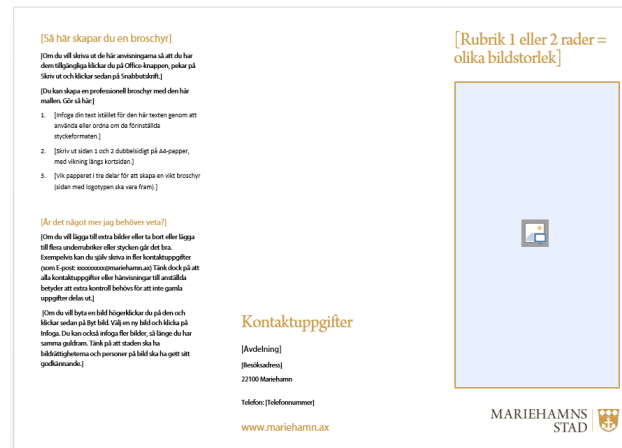 [Så här skapar du en broschyr]
[Om du vill skriva ut de här anvisningarna så att du har
dem tillgängliga klickar du på Office-knappen, pekar på
Skriv ut och klickar sedan på Snabbutskrift.]
[Du kan skapa en professionell broschyr med den här
mallen. Gör så här:]
1. [Infoga din text istället för den här texten genom att
använda eller ordna om de förinställda
styckeformaten.]
2. [Skriv ut sidan 1 och 2 dubbelsidigt på A4-papper,
med vikning längs kortsidan.]
3. [Vik papperet i tre delar för att skapa en vikt broschyr
(sidan med logotypen ska vara fram).]
[Är det något mer jag behöver veta?]
[Om du vill lägga till extra bilder eller ta bort eller lägga
till fler underrubriker eller stycken går det bra.
Exempelvis kan du själv skriva in fler kontaktuppgifter
(som E-post: xxxxxxxxx@mariehamn.ax) Tänk dock på att
alla kontaktuppgifter eller hänvisningar till anställda
betyder att extra kontroll behövs för att inte gamla
uppgifter delas ut.]
[Om du vill byta en bild högerklickar du på den och
klickar sedan på Byt bild. Välj en ny bild och klicka på
Infoga. Du kan också infoga fler bilder, så länge du har
samma guldram. Tänk på att staden ska ha
bildrättigheterna och personer på bild ska ha gett sitt
godkännande.]
Kontaktuppgifter
[Avdelning]
[Besöksadress]
22100 Mariehamn
Telefon: [Telefonnummer]
www.mariehamn.ax
[Rubrik 1 eller 2 rader =
olika bildstorlek]
MARIEHAMNS
STAD